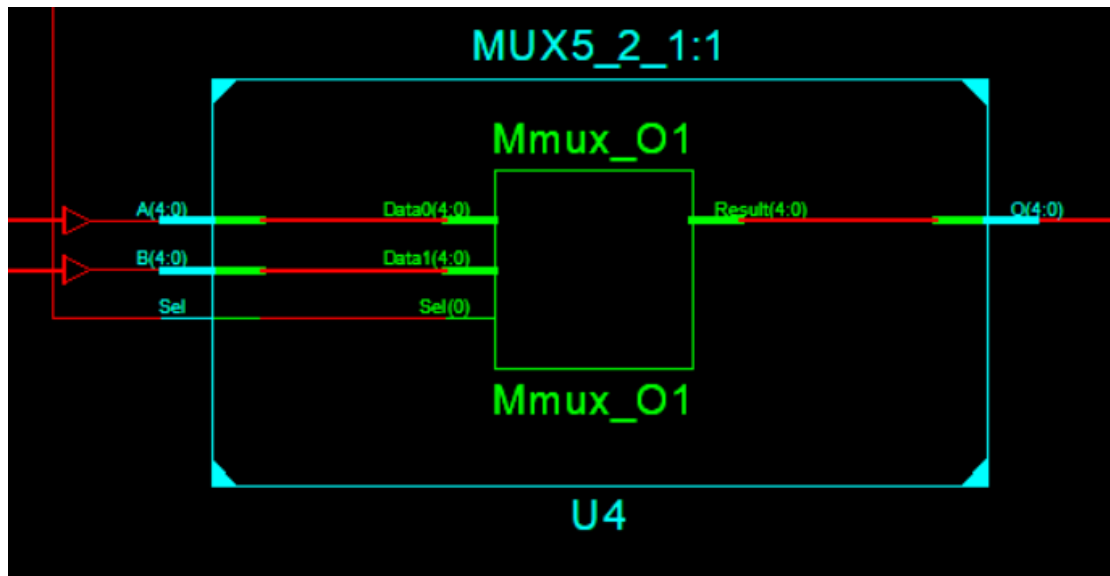 MUX5_2_1:1
Mmux_O1
A(4:0) Data0(4:0) Result(4:0) O(4:0)
B(4:0) Data1(4:0)
Sel Sel(0)
Mmux_O1
U4